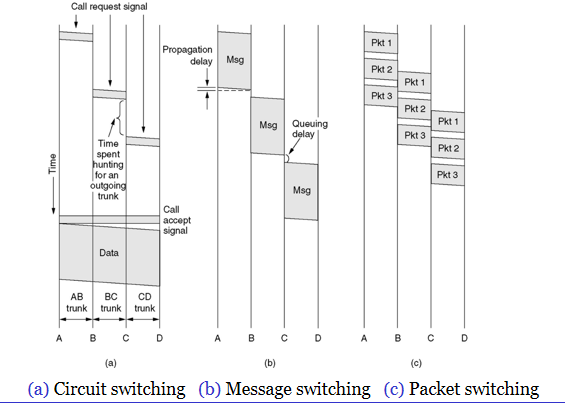 Call request signal
Propagation
delay
Msg
Msg
Queuing
delay
Msg
Pkt 1
Pkt 2
Pkt 3
Pkt 1
Pkt 2
Pkt 3
Pkt 1
Pkt 2
Pkt 3
Time
spent
hunting
for an
outgoing
trunk
Time
Call
accept
signal
Data
AB
trunk
BC
trunk
CD
trunk
A B C D
A B C D
A B C D
(a) (b) (c)
(a) Circuit switching (b) Message switching (c) Packet switching